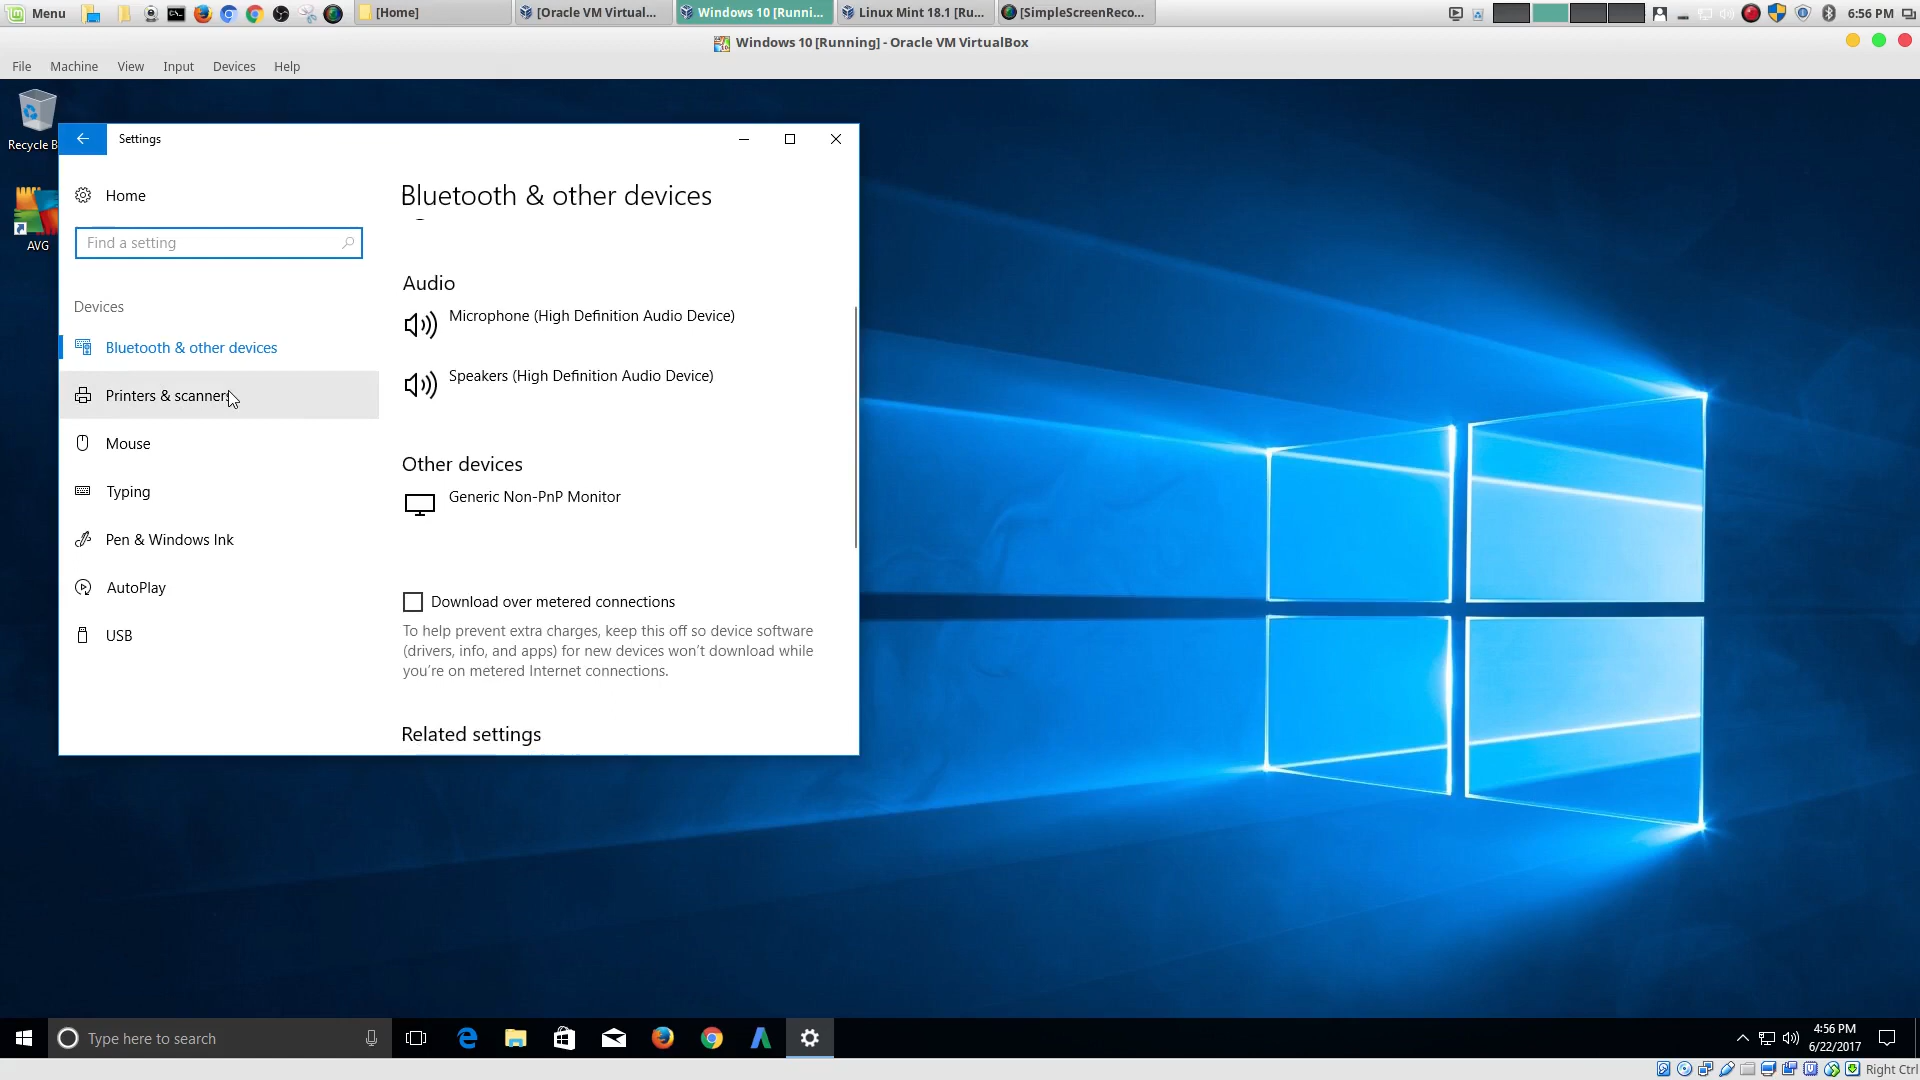 Menu
[Home]
[Oracle VM Virtual...
Windows 10 [Runni...
Linux Mint 18.1 [Ru...
[SimpleScreenReco...
6:56 PM
Windows 10 [Running] - Oracle VM VirtualBox
File Machine View Input Devices Help
Recycle B
AVG
Settings
Home
Find a setting
Devices
Bluetooth & other devices
Printers & scanners
Mouse
Typing
Pen & Windows Ink
AutoPlay
USB
Bluetooth & other devices
Audio
Microphone (High Definition Audio Device)
Speakers (High Definition Audio Device)
Other devices
Generic Non-PnP Monitor
Download over metered connections
To help prevent extra charges, keep this off so device software
(drivers, info, and apps) for new devices won't download while
you're on metered Internet connections.
Related settings
Type here to search
4:56 PM
6/22/2017
Right Ctrl